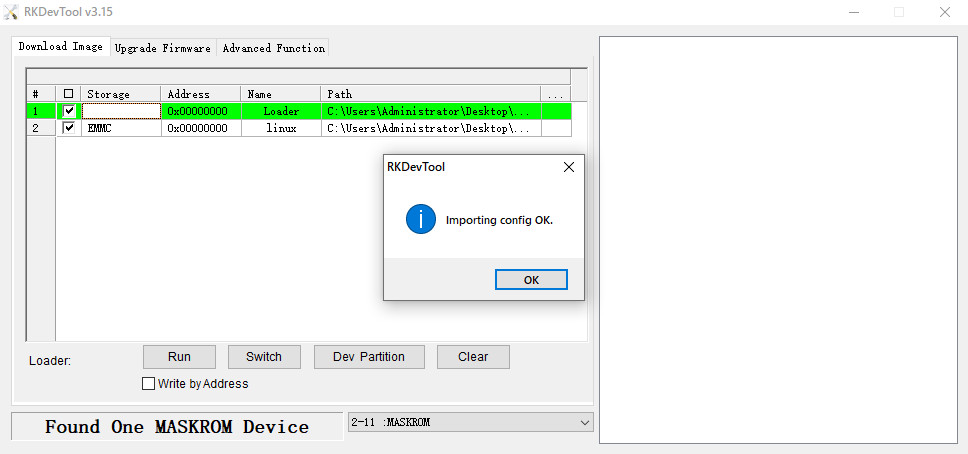 RKDevTool v3.15
Download Image Upgrade Firmware Advanced Function
# Storage Address Name Path ...
1 0x00000000 Loader C:\Users\Administrator\Desktop\...
2 EMMC 0x00000000 linux C:\Users\Administrator\Desktop\...
RKDevTool
Importing config OK.
OK
Loader: Run Switch Dev Partition Clear
Write by Address
Found One MASKROM Device 2-11 :MASKROM